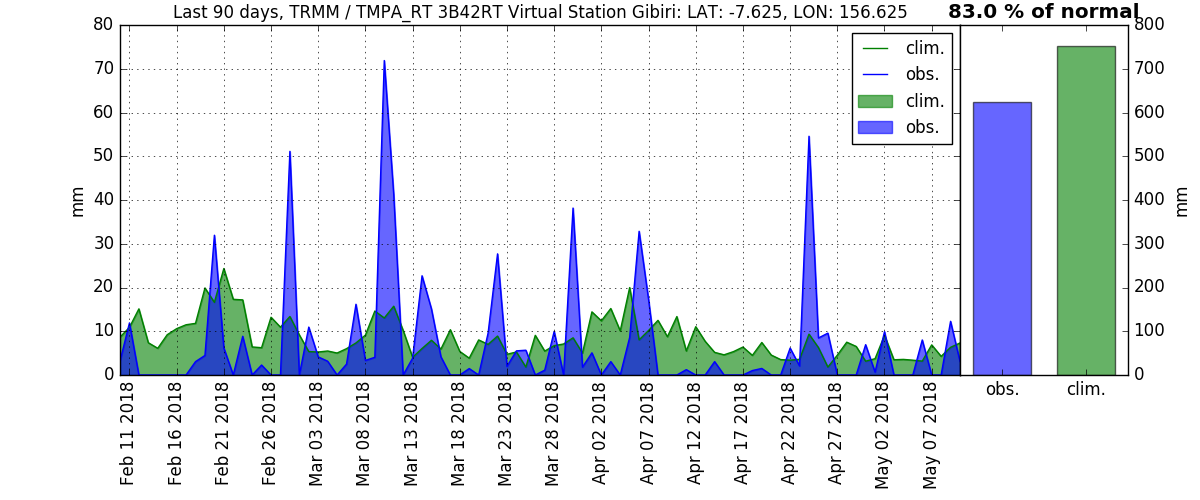 Last 90 days, TRMM / TMPA_RT 3B42RT Virtual Station Gibiri: LAT: -7.625, LON: 156.625
83.0 % of normal
80
70
60
50
40
30
20
10
0
mm
clim.
obs.
clim.
obs.
800
700
600
500
400
300
200
100
0
mm
obs.
clim.
Feb 11 2018
Feb 16 2018
Feb 21 2018
Feb 26 2018
Mar 03 2018
Mar 08 2018
Mar 13 2018
Mar 18 2018
Mar 23 2018
Mar 28 2018
Apr 02 2018
Apr 07 2018
Apr 12 2018
Apr 17 2018
Apr 22 2018
Apr 27 2018
May 02 2018
May 07 2018